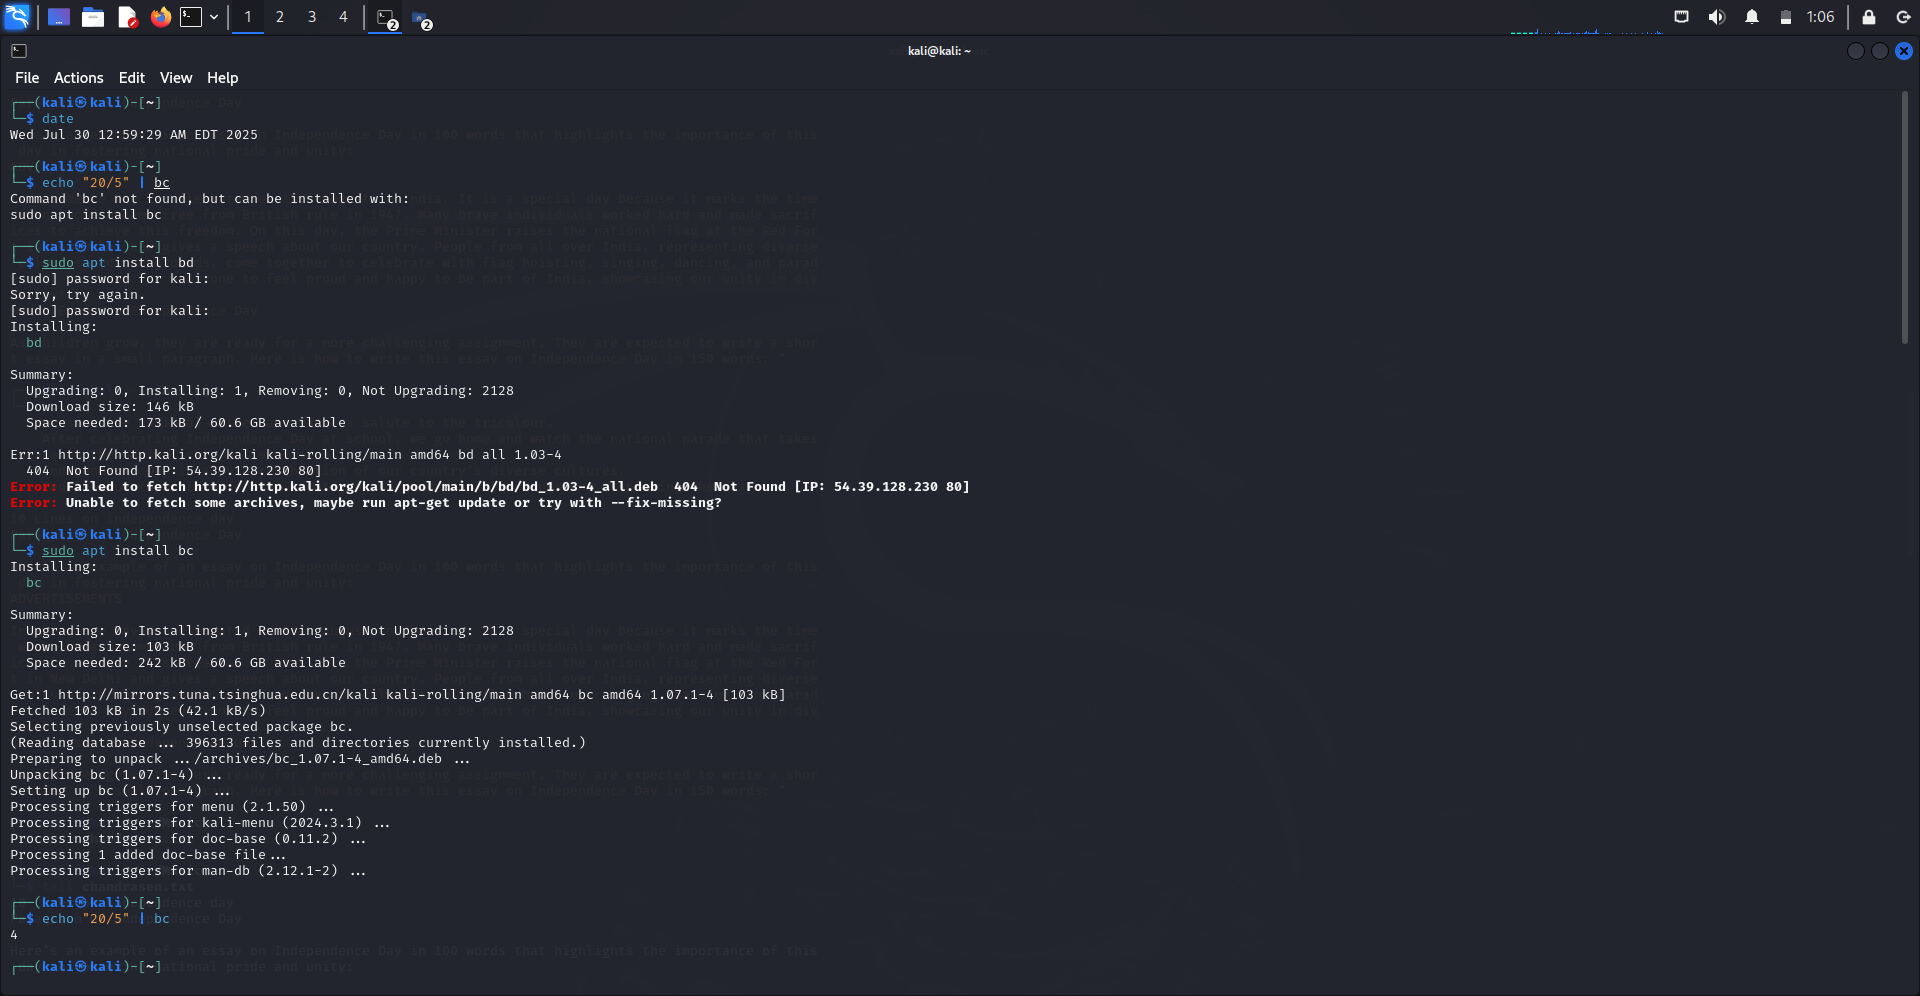 1 2 3 4 2 2 1:06
kali@kali: ~
File Actions Edit View Help
┌──(kali㉿kali)-[~]
└─$ date
Wed Jul 30 12:59:29 AM EDT 2025
┌──(kali㉿kali)-[~]
└─$ echo "20/5" | bc
Command 'bc' not found, but can be installed with:
sudo apt install bc
┌──(kali㉿kali)-[~]
└─$ sudo apt install bd
[sudo] password for kali:
Sorry, try again.
[sudo] password for kali:
Installing:
  bd
Summary:
  Upgrading: 0, Installing: 1, Removing: 0, Not Upgrading: 2128
  Download size: 146 kB
  Space needed: 173 kB / 60.6 GB available
Err:1 http://http.kali.org/kali kali-rolling/main amd64 bd all 1.03-4
  404  Not Found [IP: 54.39.128.230 80]
Error: Failed to fetch http://http.kali.org/kali/pool/main/b/bd/bd_1.03-4_all.deb  404  Not Found [IP: 54.39.128.230 80]
Error: Unable to fetch some archives, maybe run apt-get update or try with --fix-missing?
┌──(kali㉿kali)-[~]
└─$ sudo apt install bc
Installing:
  bc
Summary:
  Upgrading: 0, Installing: 1, Removing: 0, Not Upgrading: 2128
  Download size: 103 kB
  Space needed: 242 kB / 60.6 GB available
Get:1 http://mirrors.tuna.tsinghua.edu.cn/kali kali-rolling/main amd64 bc amd64 1.07.1-4 [103 kB]
Fetched 103 kB in 2s (42.1 kB/s)
Selecting previously unselected package bc.
(Reading database ... 396313 files and directories currently installed.)
Preparing to unpack .../archives/bc_1.07.1-4_amd64.deb ...
Unpacking bc (1.07.1-4) ...
Setting up bc (1.07.1-4) ...
Processing triggers for menu (2.1.50) ...
Processing triggers for kali-menu (2024.3.1) ...
Processing triggers for doc-base (0.11.2) ...
Processing 1 added doc-base file...
Processing triggers for man-db (2.12.1-2) ...
┌──(kali㉿kali)-[~]
└─$ echo "20/5" | bc
4
┌──(kali㉿kali)-[~]